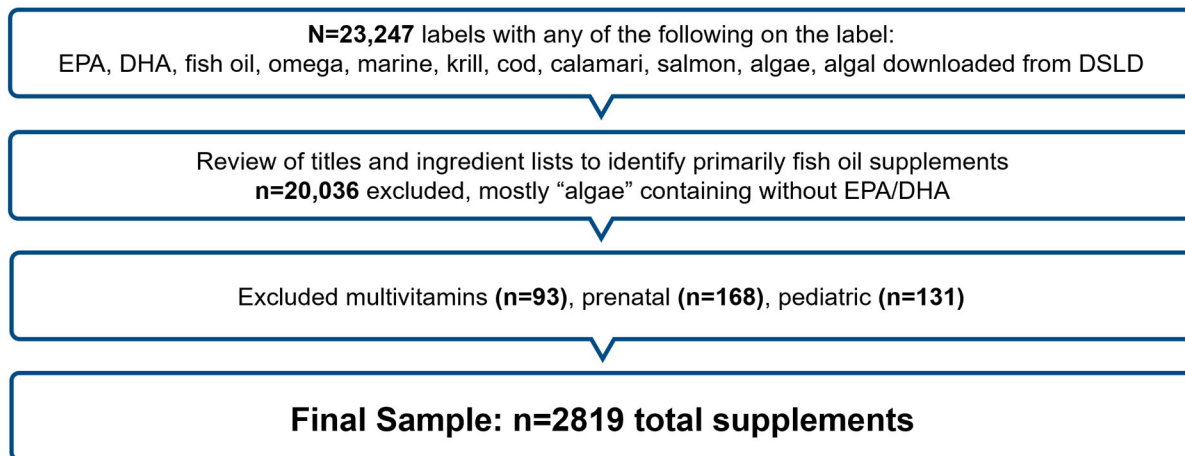 N=23,247 labels with any of the following on the label:
EPA, DHA, fish oil, omega, marine, krill, cod, calamari, salmon, algae, algal downloaded from DSLD
Review of titles and ingredient lists to identify primarily fish oil supplements
n=20,036 excluded, mostly “algae” containing without EPA/DHA
Excluded multivitamins (n=93), prenatal (n=168), pediatric (n=131)
Final Sample: n=2819 total supplements